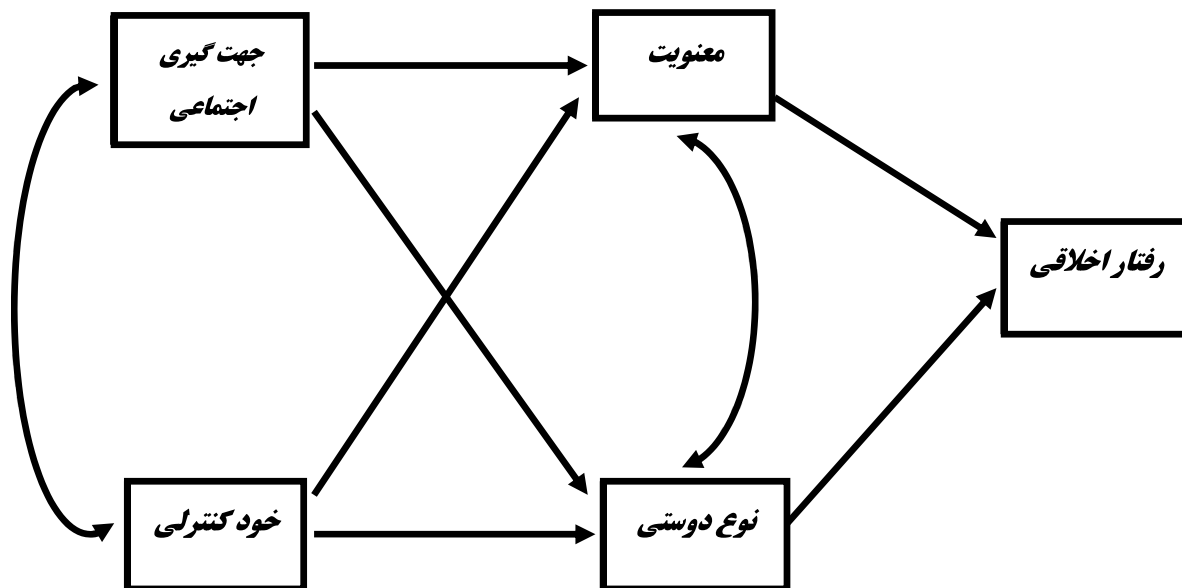 جهت گیری
اجتماعی
معنویت
رفتار اخلاقی
خود کنترلی
نوع دوستی